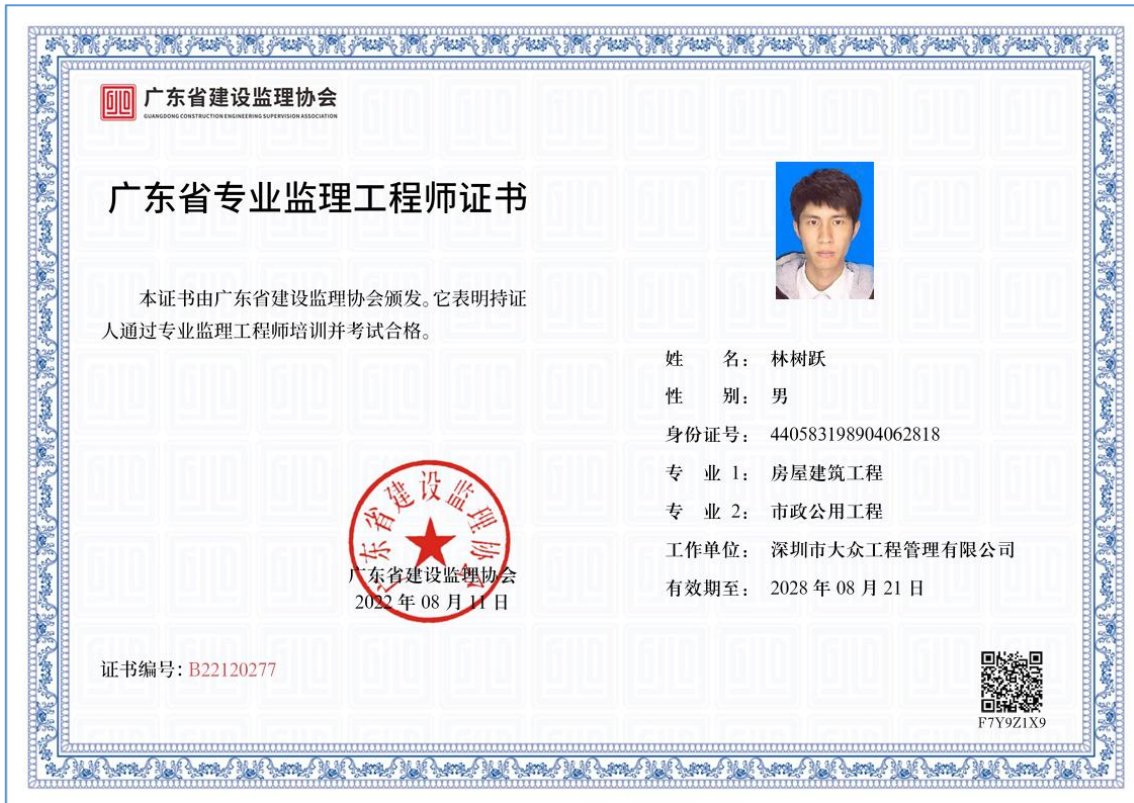 广东省建设监理协会
GUANGDONG CONSTRUCTION ENGINEERING SUPERVISION ASSOCIATION
广东省专业监理工程师证书
本证书由广东省建设监理协会颁发。它表明持证
人通过专业监理工程师培训并考试合格。
姓 名： 林树跃
性 别： 男
身份证号： 440583198904062818
专 业 1： 房屋建筑工程
专 业 2： 市政公用工程
工作单位： 深圳市大众工程管理有限公司
有效期至： 2028 年 08 月 21 日
广东省建设监理协会
广东省建设监理协会
2022 年 08 月 11 日
证书编号：B22120277
F7Y9Z1X9